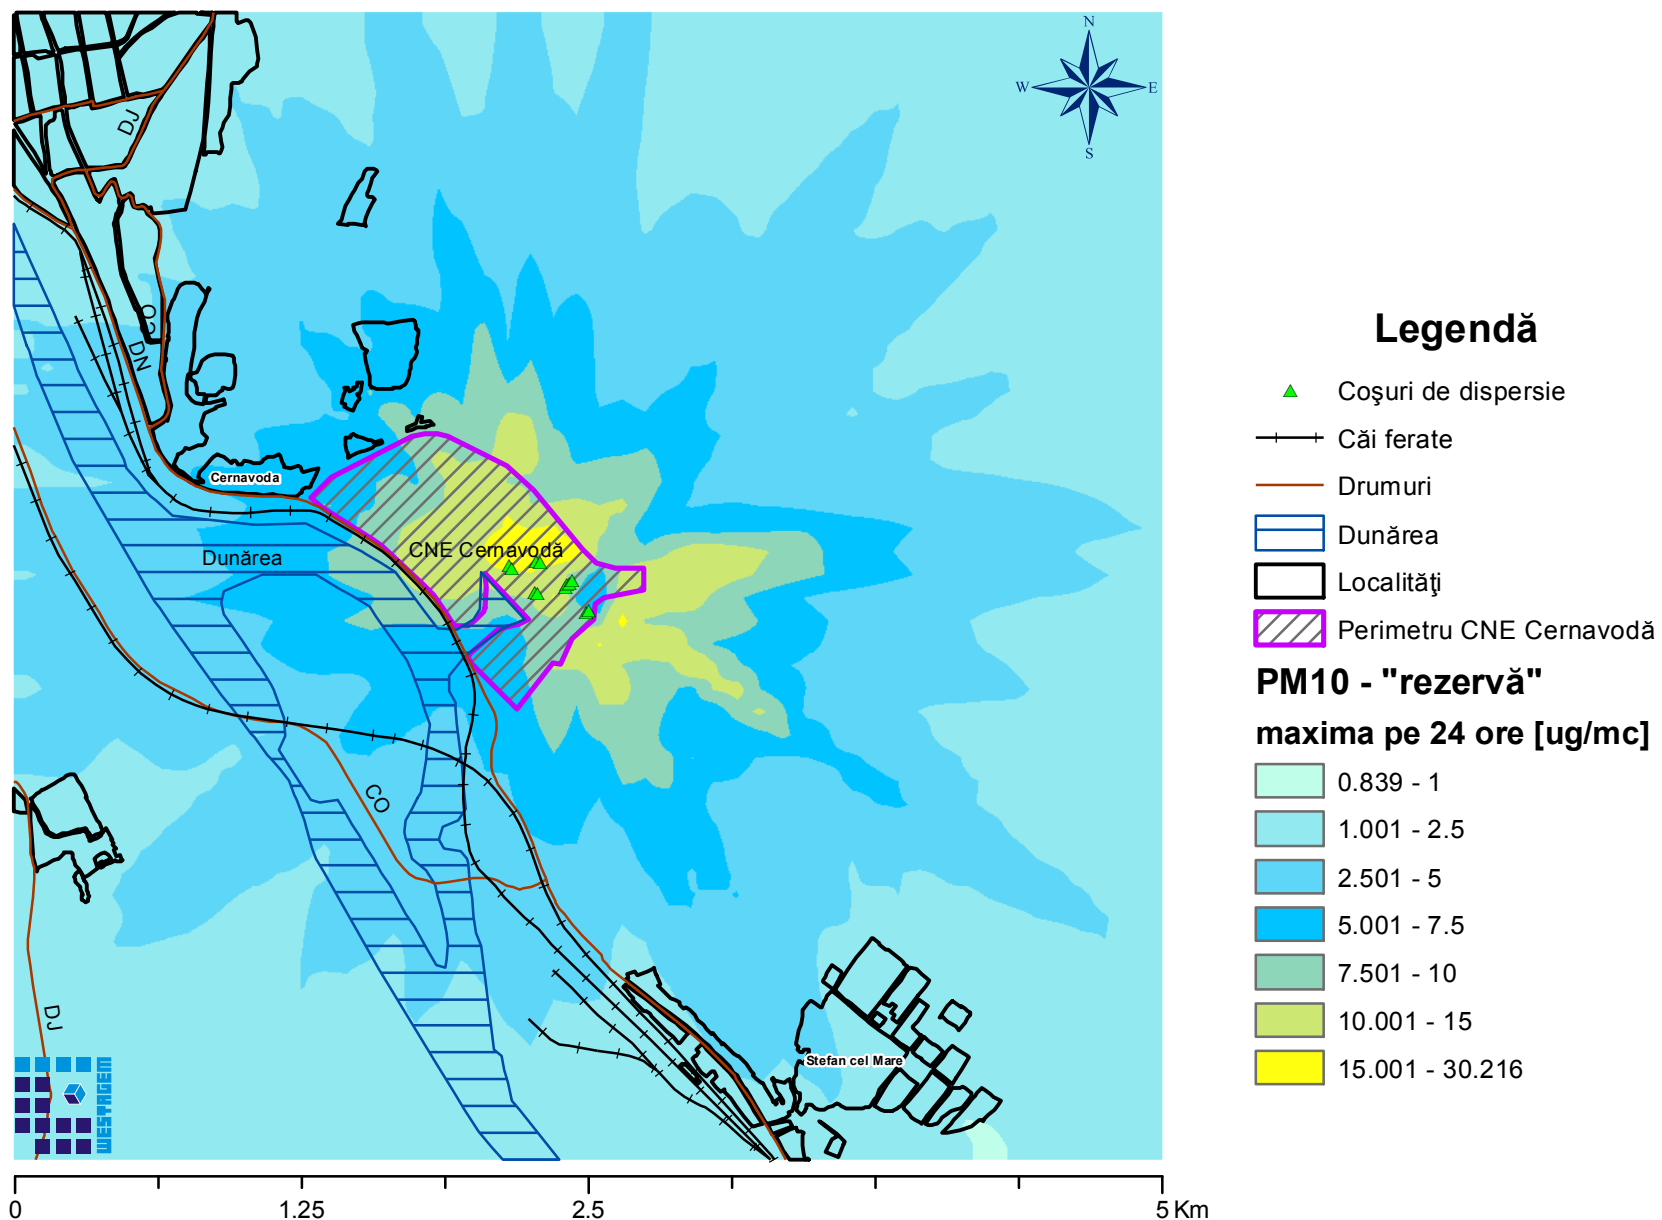 N
W
E
S
DJ
CO
DN
Cernavoda
Dunărea
CNE Cernavodă
CO
DJ
Stefan cel Mare
WESTAGEM
0
1.25
2.5
5 Km
Legendă
Coşuri de dispersie
Căi ferate
Drumuri
Dunărea
Localităţi
Perimetru CNE Cernavodă
PM10 - "rezervă"
maxima pe 24 ore [ug/mc]
0.839 - 1
1.001 - 2.5
2.501 - 5
5.001 - 7.5
7.501 - 10
10.001 - 15
15.001 - 30.216